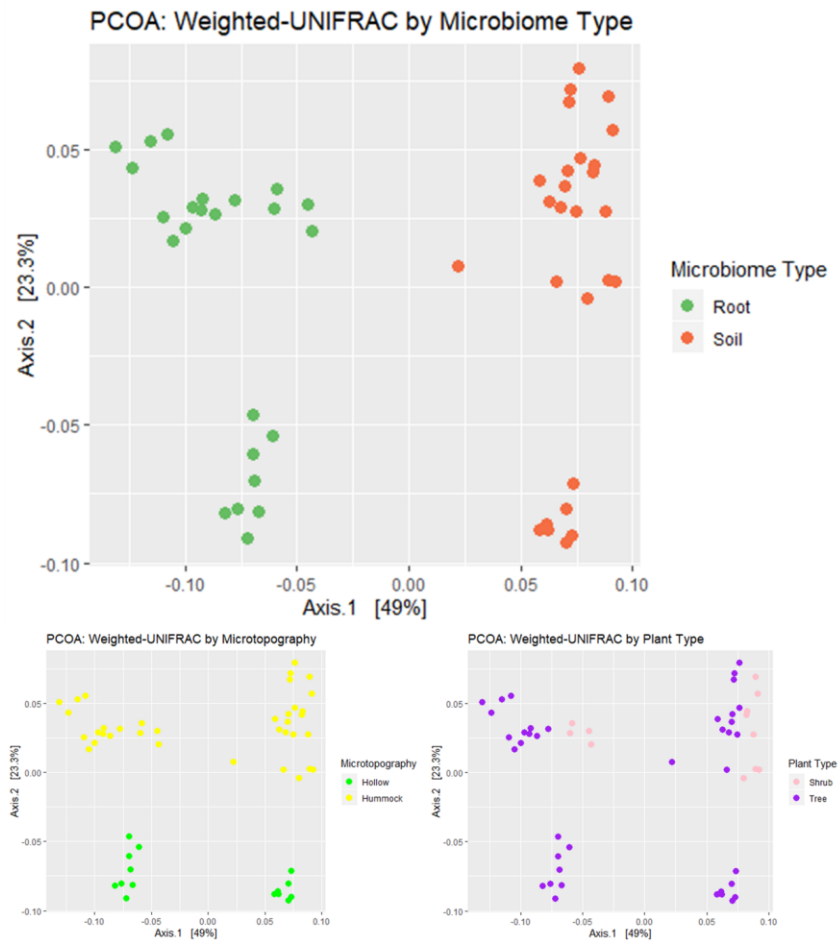 PCOA: Weighted-UNIFRAC by Microbiome Type
Axis.2 [23.3%]
0.05
0.00
-0.05
-0.10
-0.10 -0.05 0.00 0.05 0.10
Axis.1 [49%]
Microbiome Type
Root
Soil
PCOA: Weighted-UNIFRAC by Microtopography
Axis.2 [23.3%]
0.05
0.00
-0.05
-0.10
-0.10 -0.05 0.00 0.05 0.10
Axis.1 [49%]
Microtopography
Hollow
Hummock
PCOA: Weighted-UNIFRAC by Plant Type
Axis.2 [23.3%]
0.05
0.00
-0.05
-0.10
-0.10 -0.05 0.00 0.05 0.10
Axis.1 [49%]
Plant Type
Shrub
Tree